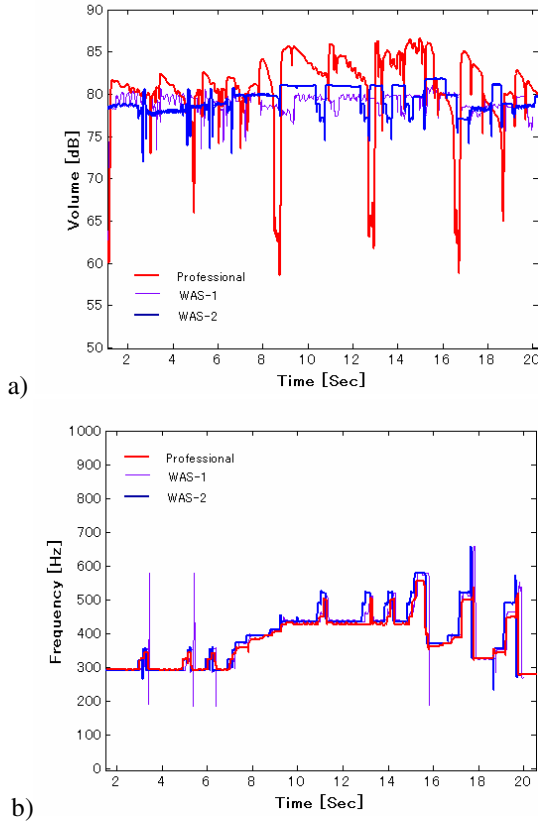 90
85
80
75
70
65
60
55
50
Volume [dB]
Professional
WAS-1
WAS-2
2 4 6 8 10 12 14 16 18 20
Time [Sec]
a)
1000
900
800
700
600
500
400
300
200
100
0
Frequency [Hz]
Professional
WAS-1
WAS-2
2 4 6 8 10 12 14 16 18 20
Time [Sec]
b)